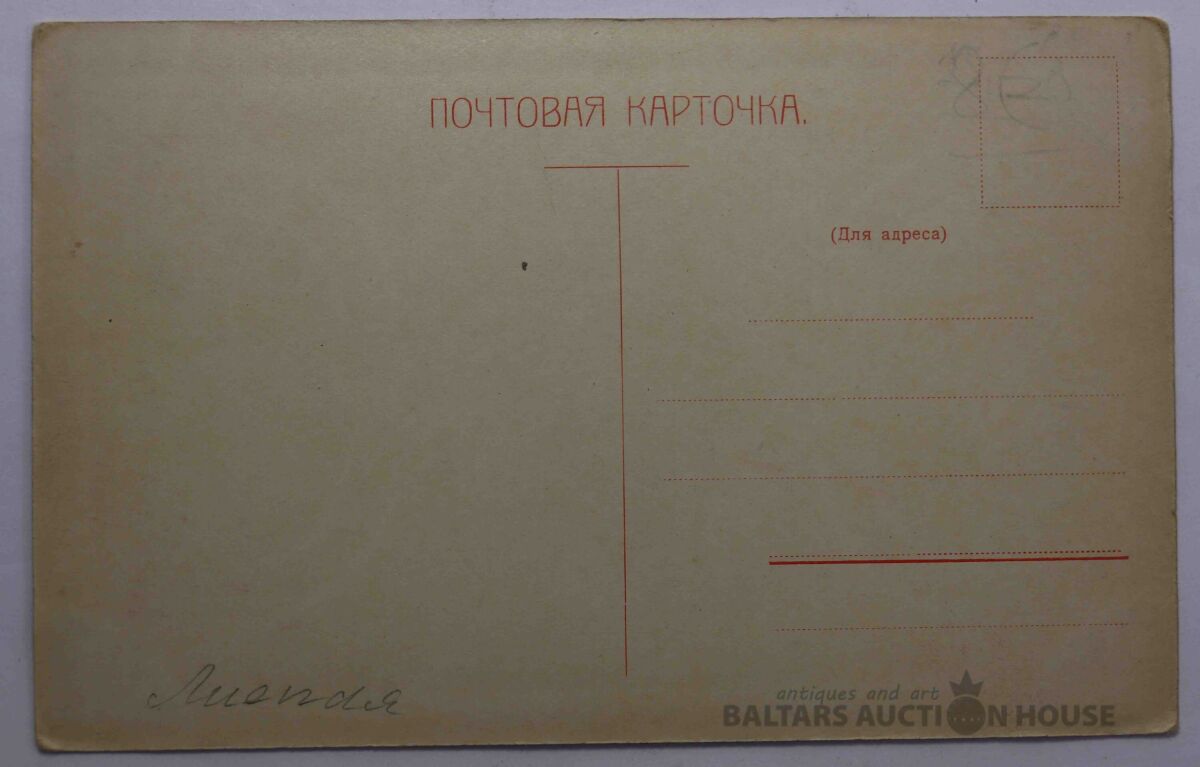 ПОЧТОВАЯ КАРТОЧКА.
(Для адреса)
Лиепая
antiques and art
BALTARS AUCTION HOUSE